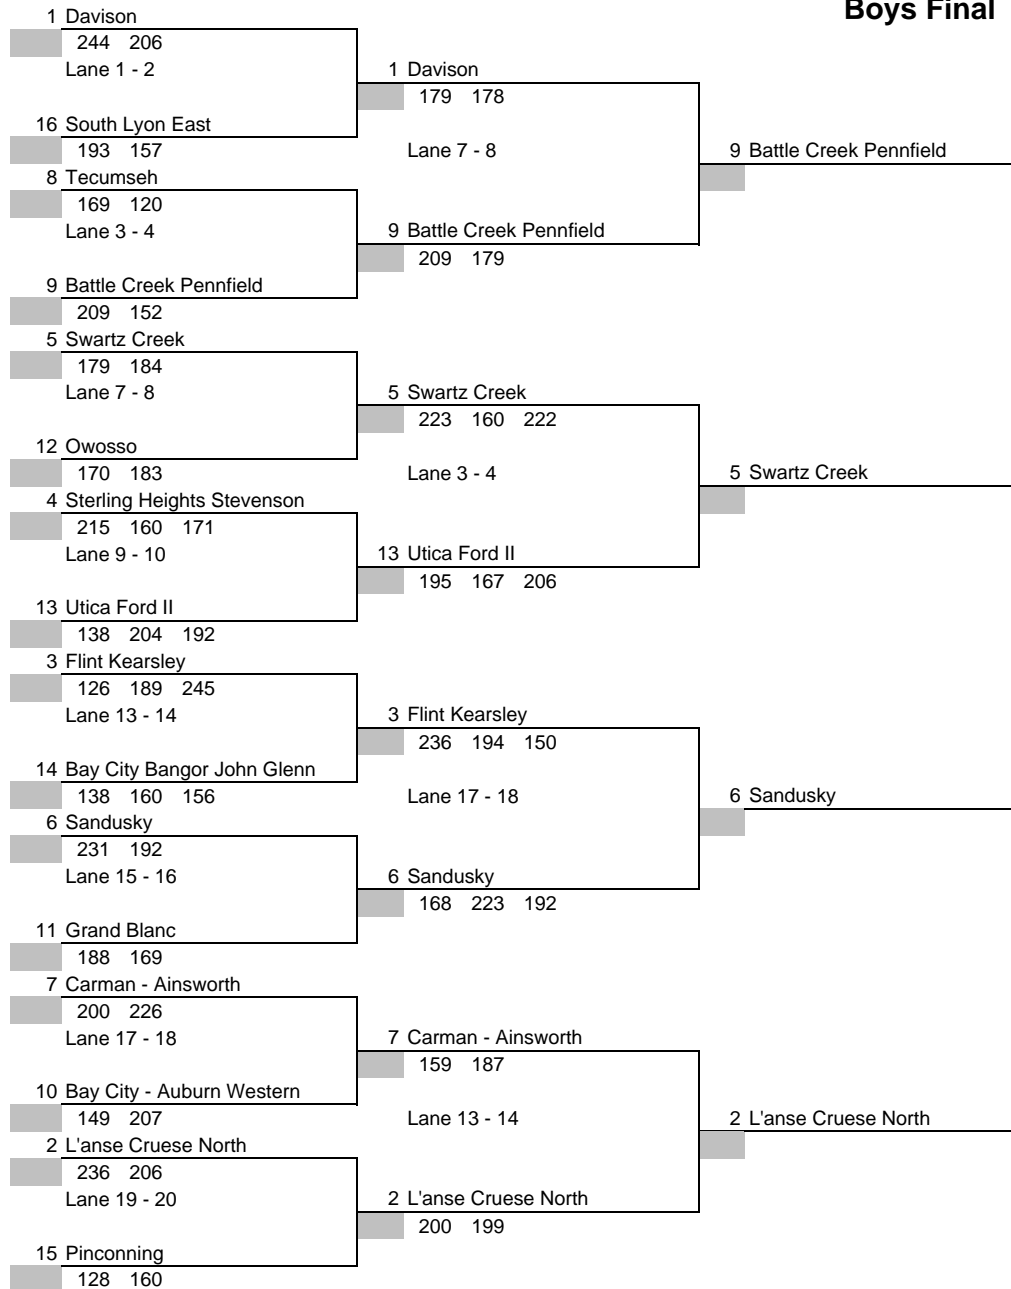 Boys Final
1 Davison
244 206
Lane 1 - 2
16 South Lyon East
193 157
8 Tecumseh
169 120
Lane 3 - 4
9 Battle Creek Pennfield
209 152
5 Swartz Creek
179 184
Lane 7 - 8
12 Owosso
170 183
4 Sterling Heights Stevenson
215 160 171
Lane 9 - 10
13 Utica Ford II
138 204 192
3 Flint Kearsley
126 189 245
Lane 13 - 14
14 Bay City Bangor John Glenn
138 160 156
6 Sandusky
231 192
Lane 15 - 16
11 Grand Blanc
188 169
7 Carman - Ainsworth
200 226
Lane 17 - 18
10 Bay City - Auburn Western
149 207
2 L'anse Cruese North
236 206
Lane 19 - 20
15 Pinconning
128 160
1 Davison
179 178
Lane 7 - 8
9 Battle Creek Pennfield
209 179
5 Swartz Creek
223 160 222
Lane 3 - 4
13 Utica Ford II
195 167 206
3 Flint Kearsley
236 194 150
Lane 17 - 18
6 Sandusky
168 223 192
7 Carman - Ainsworth
159 187
Lane 13 - 14
2 L'anse Cruese North
200 199
9 Battle Creek Pennfield
5 Swartz Creek
6 Sandusky
2 L'anse Cruese North